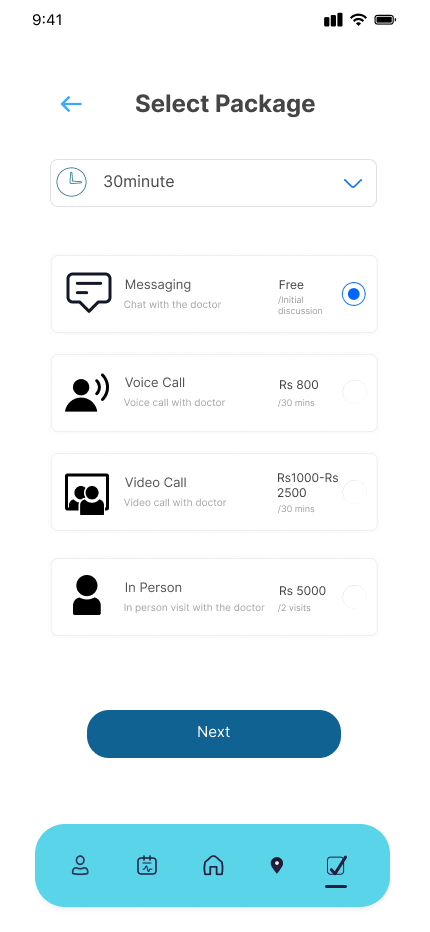 9:41
Select Package
30minute
Messaging
Chat with the doctor
Free
/Initial
discussion
Voice Call
Voice call with doctor
Rs 800
/30 mins
Video Call
Video call with doctor
Rs1000-Rs
2500
/30 mins
In Person
In person visit with the doctor
Rs 5000
/2 visits
Next